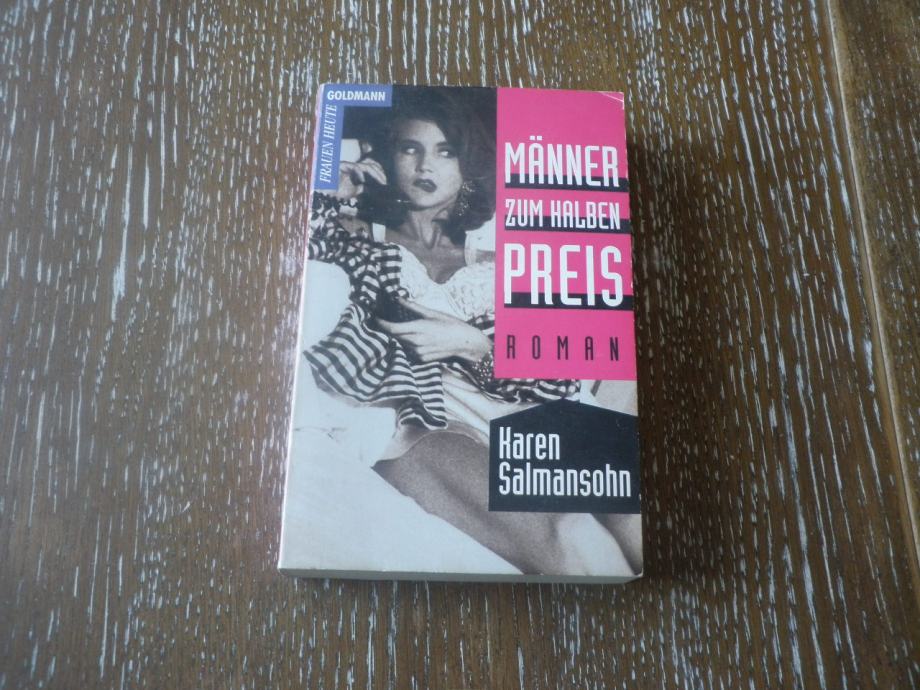 GOLDMANN
FRAUEN HEUTE
MÄNNER
ZUM HALBEN
PREIS
ROMAN
Karen
Salmansohn